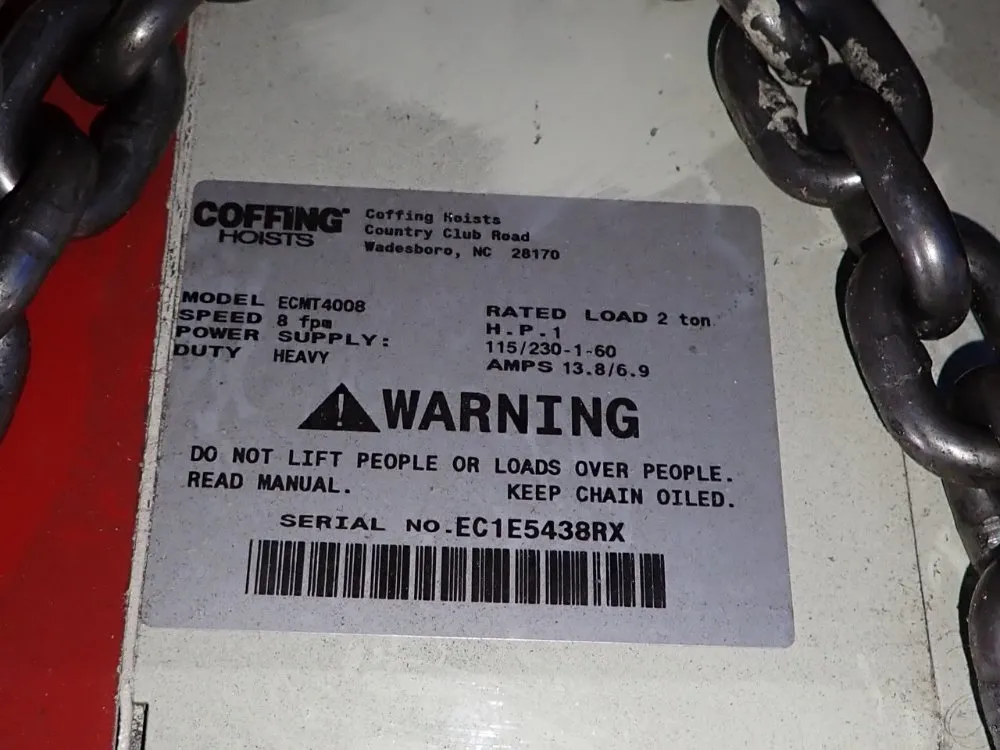 COFFING HOISTS
Coffing Hoists
Country Club Road
Wadesboro, NC 28170
MODEL ECMT4008
SPEED 8 fpm
POWER SUPPLY:
DUTY HEAVY
RATED LOAD 2 ton
H.P. 1
115/230-1-60
AMPS 13.8/6.9
WARNING
DO NOT LIFT PEOPLE OR LOADS OVER PEOPLE.
READ MANUAL. KEEP CHAIN OILED.
SERIAL NO. EC1E5438RX